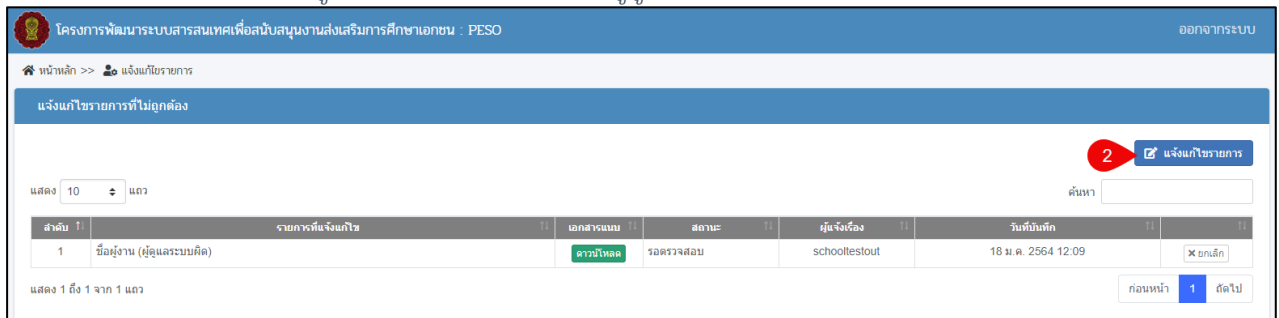 โครงการพัฒนาระบบสารสนเทศเพื่อสนับสนุนงานส่งเสริมการศึกษาเอกชน : PESO ออกจากระบบ
หน้าหลัก >> แจ้งแก้ไขรายการ
แจ้งแก้ไขรายการที่ไม่ถูกต้อง
2 แจ้งแก้ไขรายการ
แสดง 10 แถว ค้นหา
ลำดับ รายการที่แจ้งแก้ไข เอกสารแนบ สถานะ ผู้แจ้งเรื่อง วันที่บันทึก
1 ชื่อผู้งาน (ผู้ดูแลระบบผิด) ดาวน์โหลด รอตรวจสอบ schooltestout 18 ม.ค. 2564 12:09 ยกเลิก
แสดง 1 ถึง 1 จาก 1 แถว ก่อนหน้า 1 ถัดไป